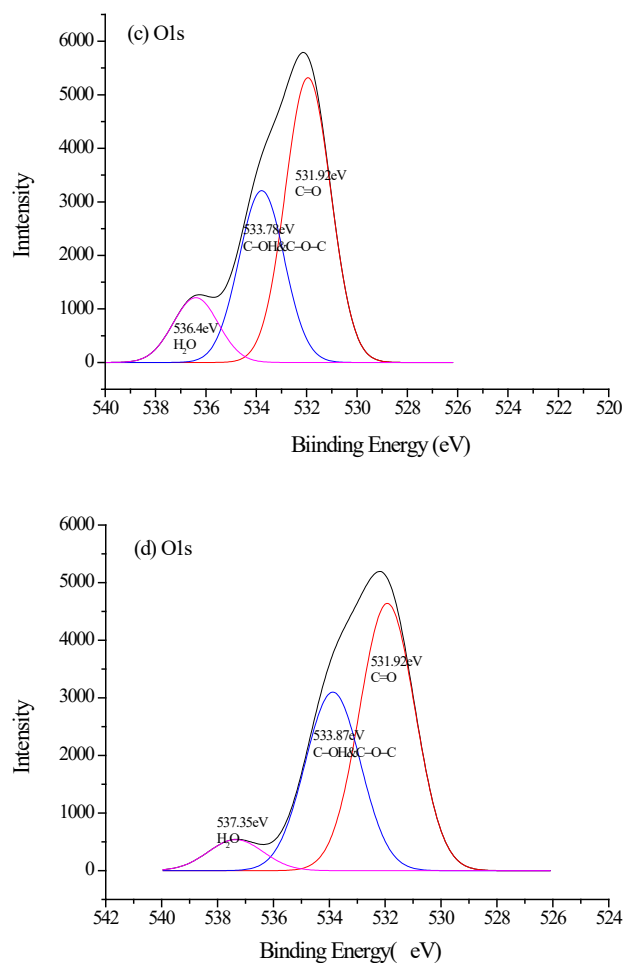 (c) O1s
6000
5000
4000
3000
2000
1000
0
Inntensity
531.92eV
C=O
533.78eV
C-OH&C-O-C
536.4eV
H2O
540 538 536 534 532 530 528 526 524 522 520
Biinding Energy (eV)
(d) O1s
6000
5000
4000
3000
2000
1000
0
Intensity
531.92eV
C=O
533.87eV
C-OH&C-O-C
537.35eV
H2O
542 540 538 536 534 532 530 528 526 524
Binding Energy( eV)